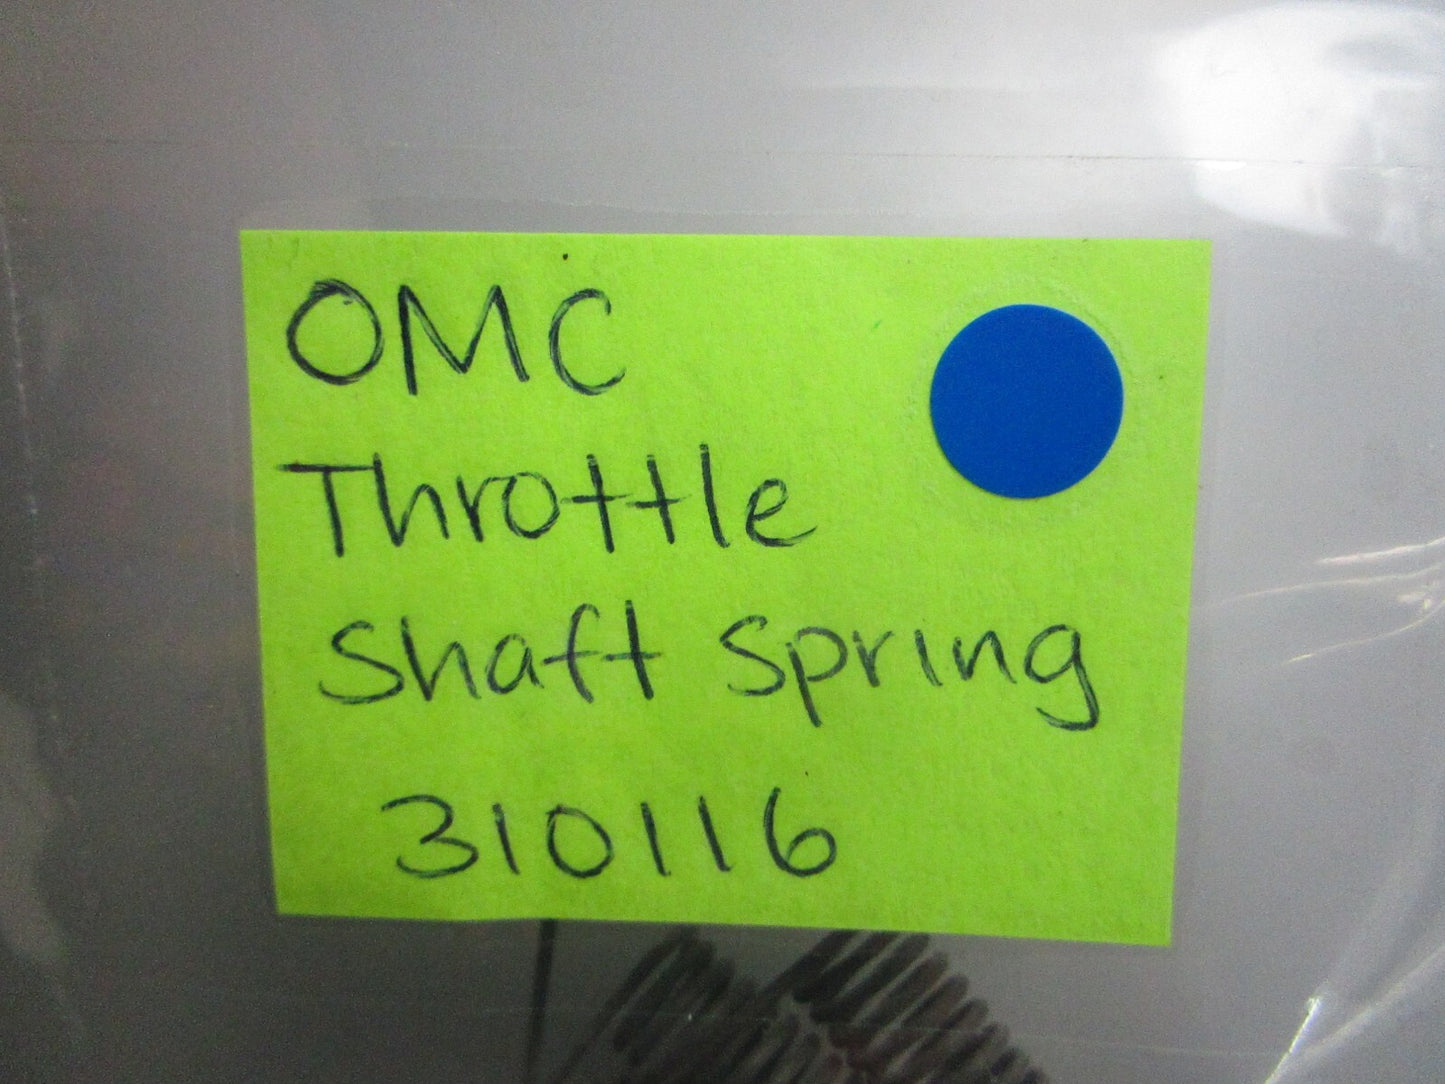 OMC
Throttle
Shaft Spring
310116